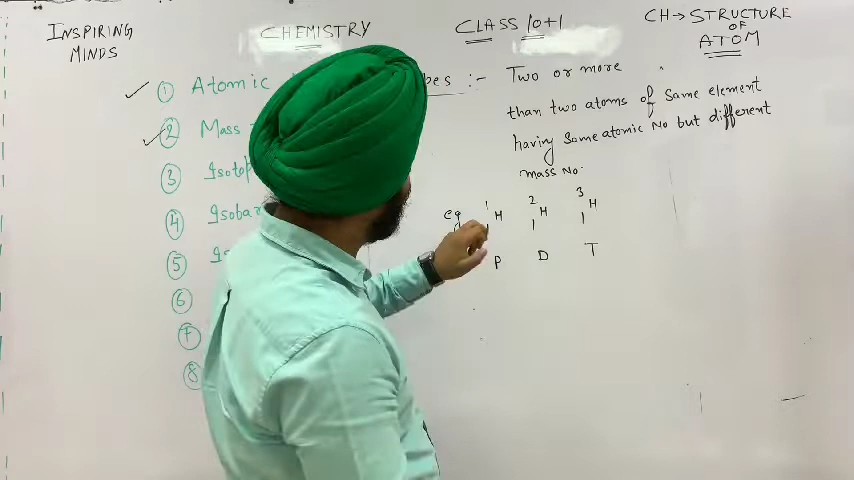 INSPIRING
MINDS
CHEMISTRY
CLASS 10+1
CH→STRUCTURE
OF
ATOM
① Atomic
② Mass
③
④
⑤
⑥
⑦
⑧
:- Two or more
than two atoms of same element
having same atomic No but different
mass No.
eg 1 H 2 H 3 H
1 1 1
P D T